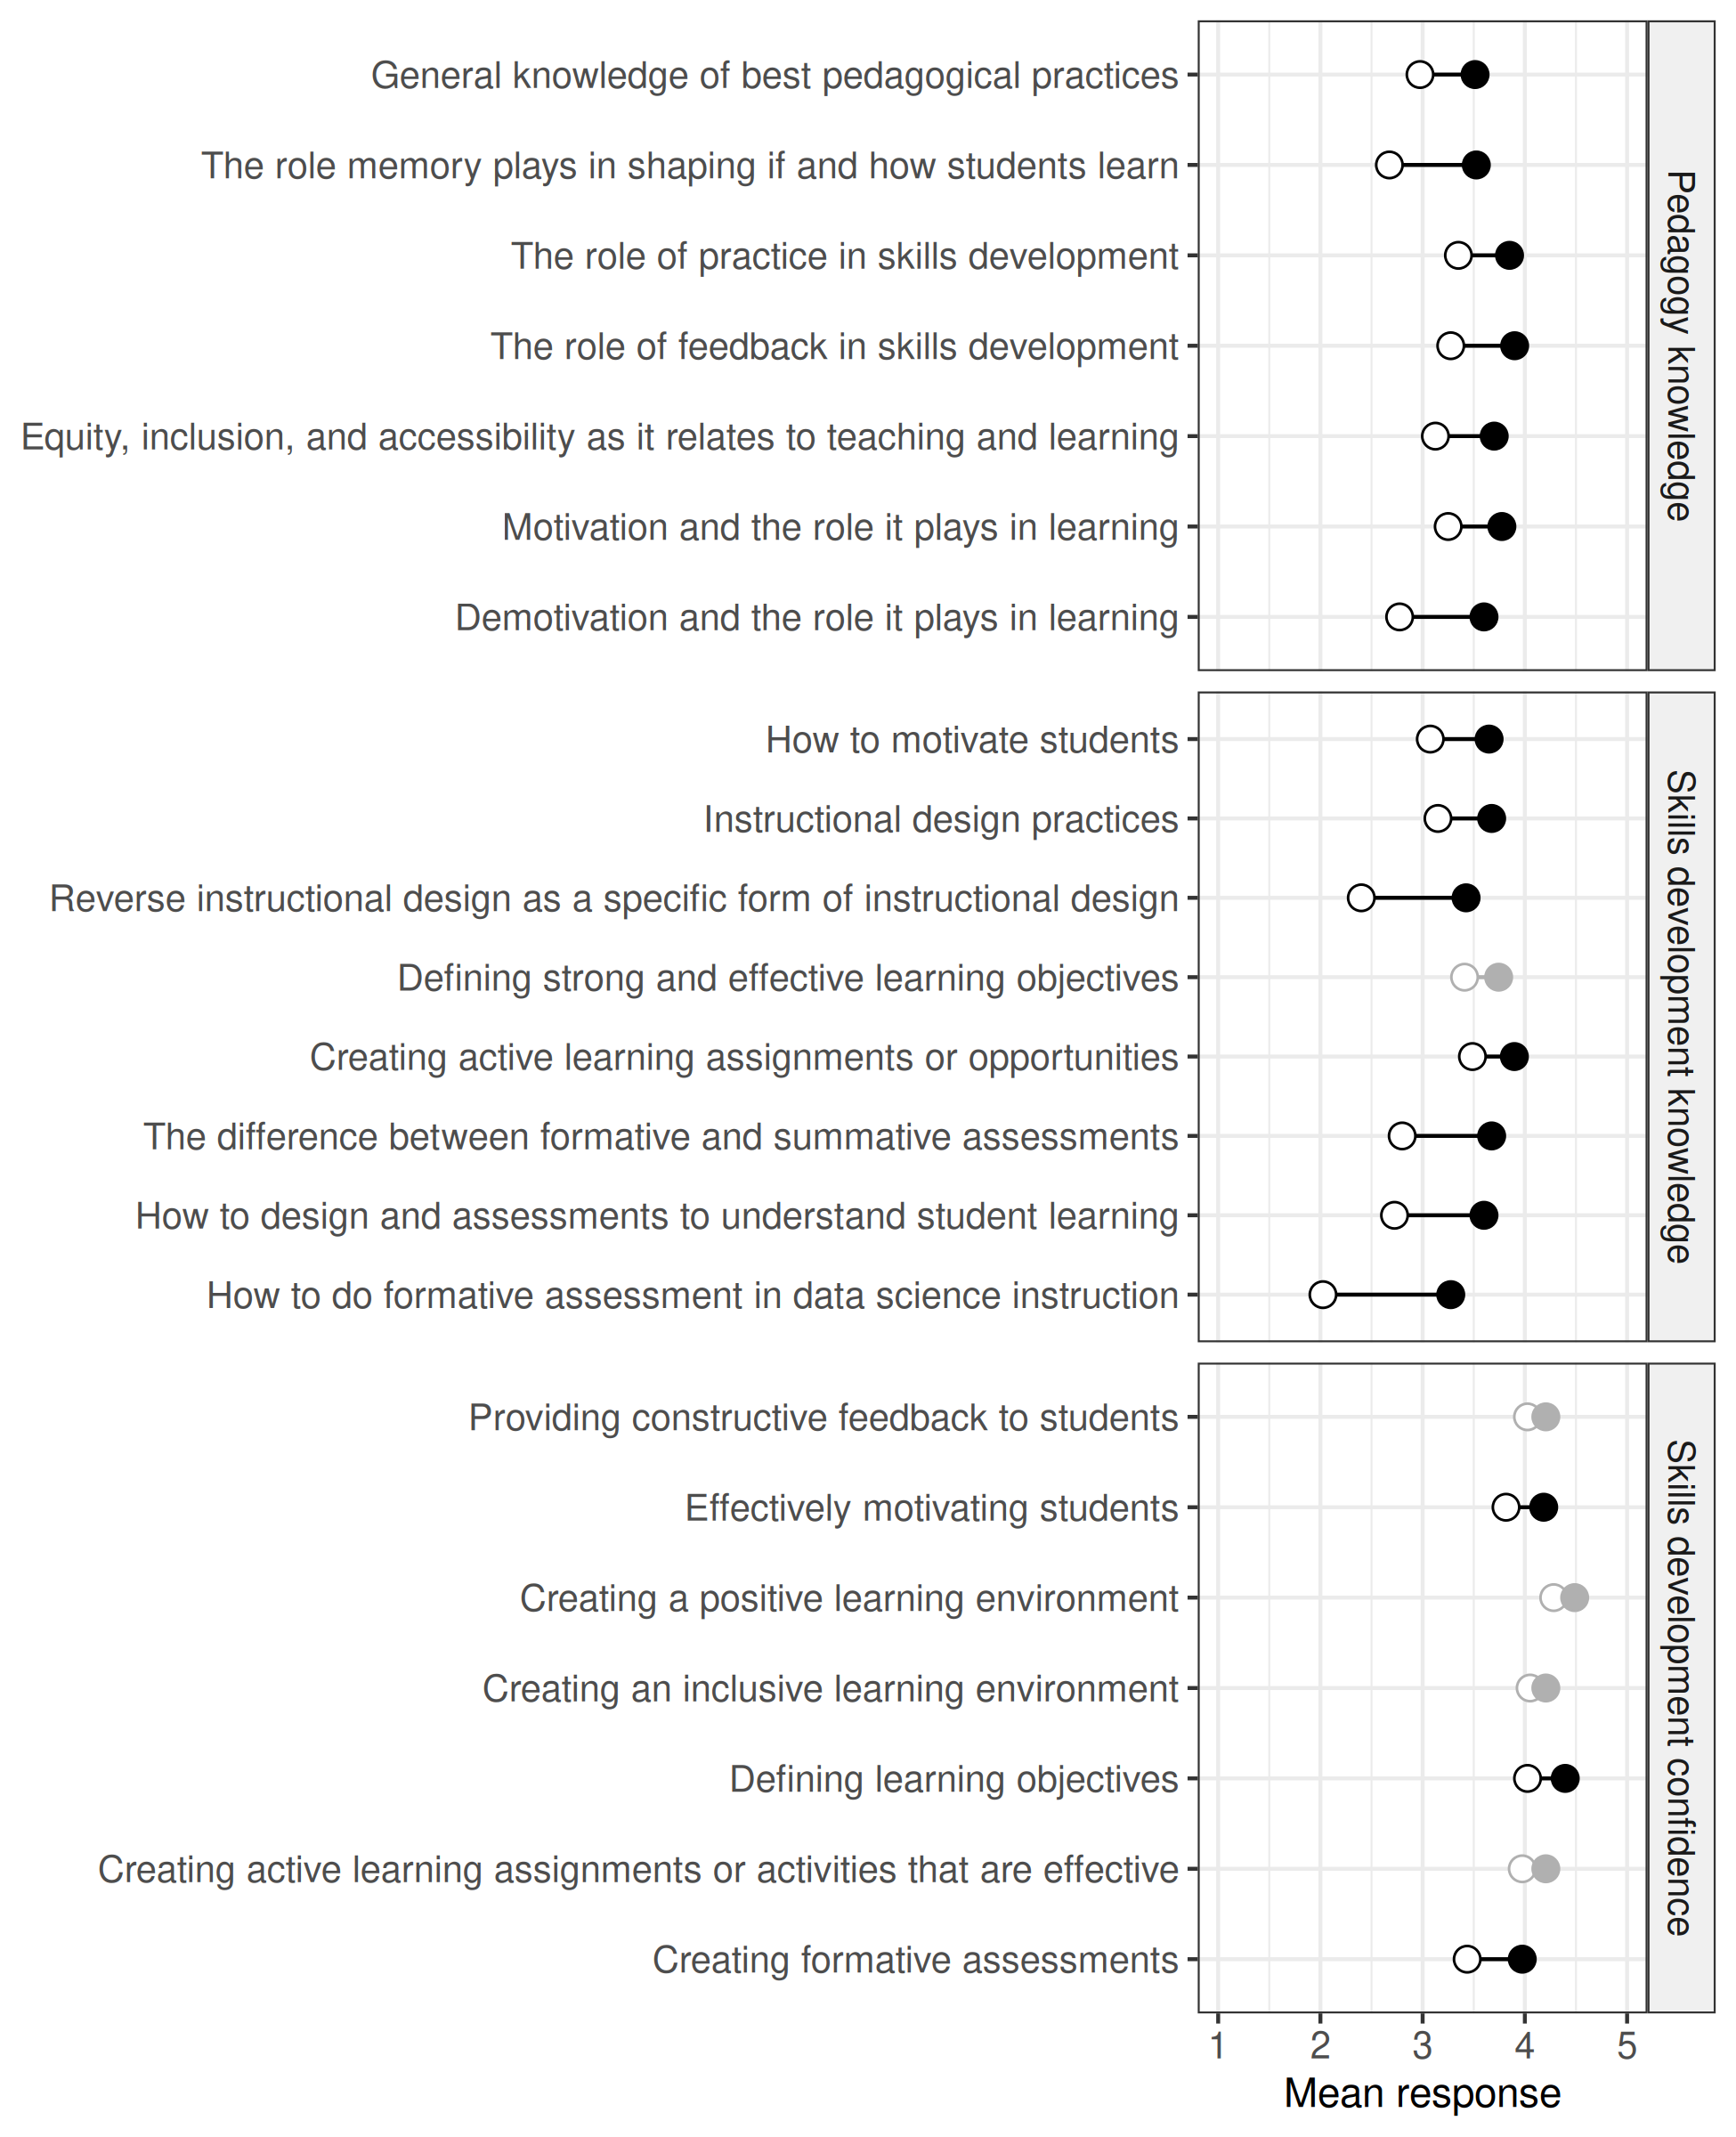 General knowledge of best pedagogical practices
The role memory plays in shaping if and how students learn
The role of practice in skills development
The role of feedback in skills development
Equity, inclusion, and accessibility as it relates to teaching and learning
Motivation and the role it plays in learning
Demotivation and the role it plays in learning
Pedagogy knowledge
How to motivate students
Instructional design practices
Reverse instructional design as a specific form of instructional design
Defining strong and effective learning objectives
Creating active learning assignments or opportunities
The difference between formative and summative assessments
How to design and assessments to understand student learning
How to do formative assessment in data science instruction
Skills development knowledge
Providing constructive feedback to students
Effectively motivating students
Creating a positive learning environment
Creating an inclusive learning environment
Defining learning objectives
Creating active learning assignments or activities that are effective
Creating formative assessments
Skills development confidence
1 2 3 4 5
Mean response